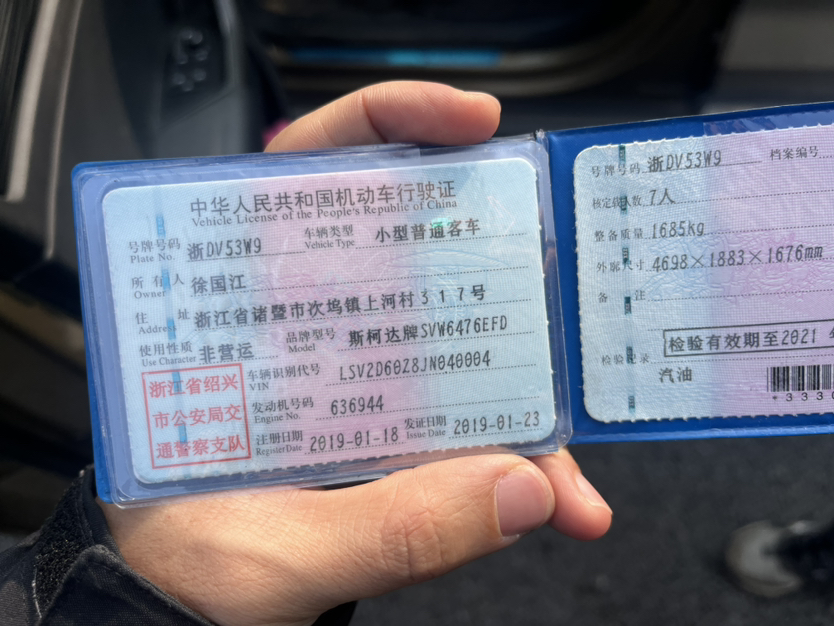 中华人民共和国机动车行驶证
Vehicle License of the People's Republic of China
号牌号码 浙DV53W9 车辆类型 小型普通客车
Plate No. Vehicle Type
所有人 徐国江
Owner
住址 浙江省诸暨市次坞镇上河村317号
Address
使用性质 非营运 品牌型号 斯柯达牌SVW6476EFD
Use Character Model
浙江省绍兴
市公安局交
通警察支队
车辆识别代号 LSV2D6028JN040004
VIN
发动机号码 636944
Engine No.
注册日期 2019-01-18 发证日期 2019-01-23
Register Date Issue Date
号牌号码 浙DV53W9 档案编号
核定载人数 7人
整备质量 1685kg
外廓尺寸 4698×1883×1676mm
备注
检验有效期至2021
检验记录
汽油
*3330